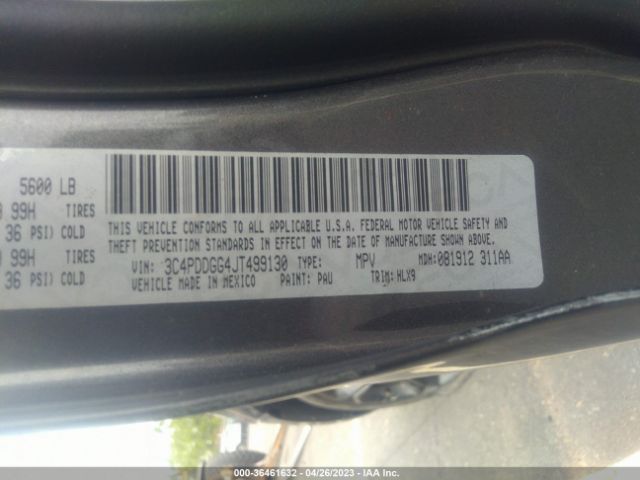 5600 LB
99H TIRES
36 PSI) COLD
99H TIRES
36 PSI) COLD
THIS VEHICLE CONFORMS TO ALL APPLICABLE U.S.A. FEDERAL MOTOR VEHICLE SAFETY AND
THEFT PREVENTION STANDARDS IN EFFECT ON THE DATE OF MANUFACTURE SHOWN ABOVE.
VIN: 3C4PDDGG4JT499130 TYPE: MPV MDH:081912 311AA
VEHICLE MADE IN MEXICO PAINT: PAU TRIM: HLX9
000-36461632 - 04/26/2023 - IAA Inc.